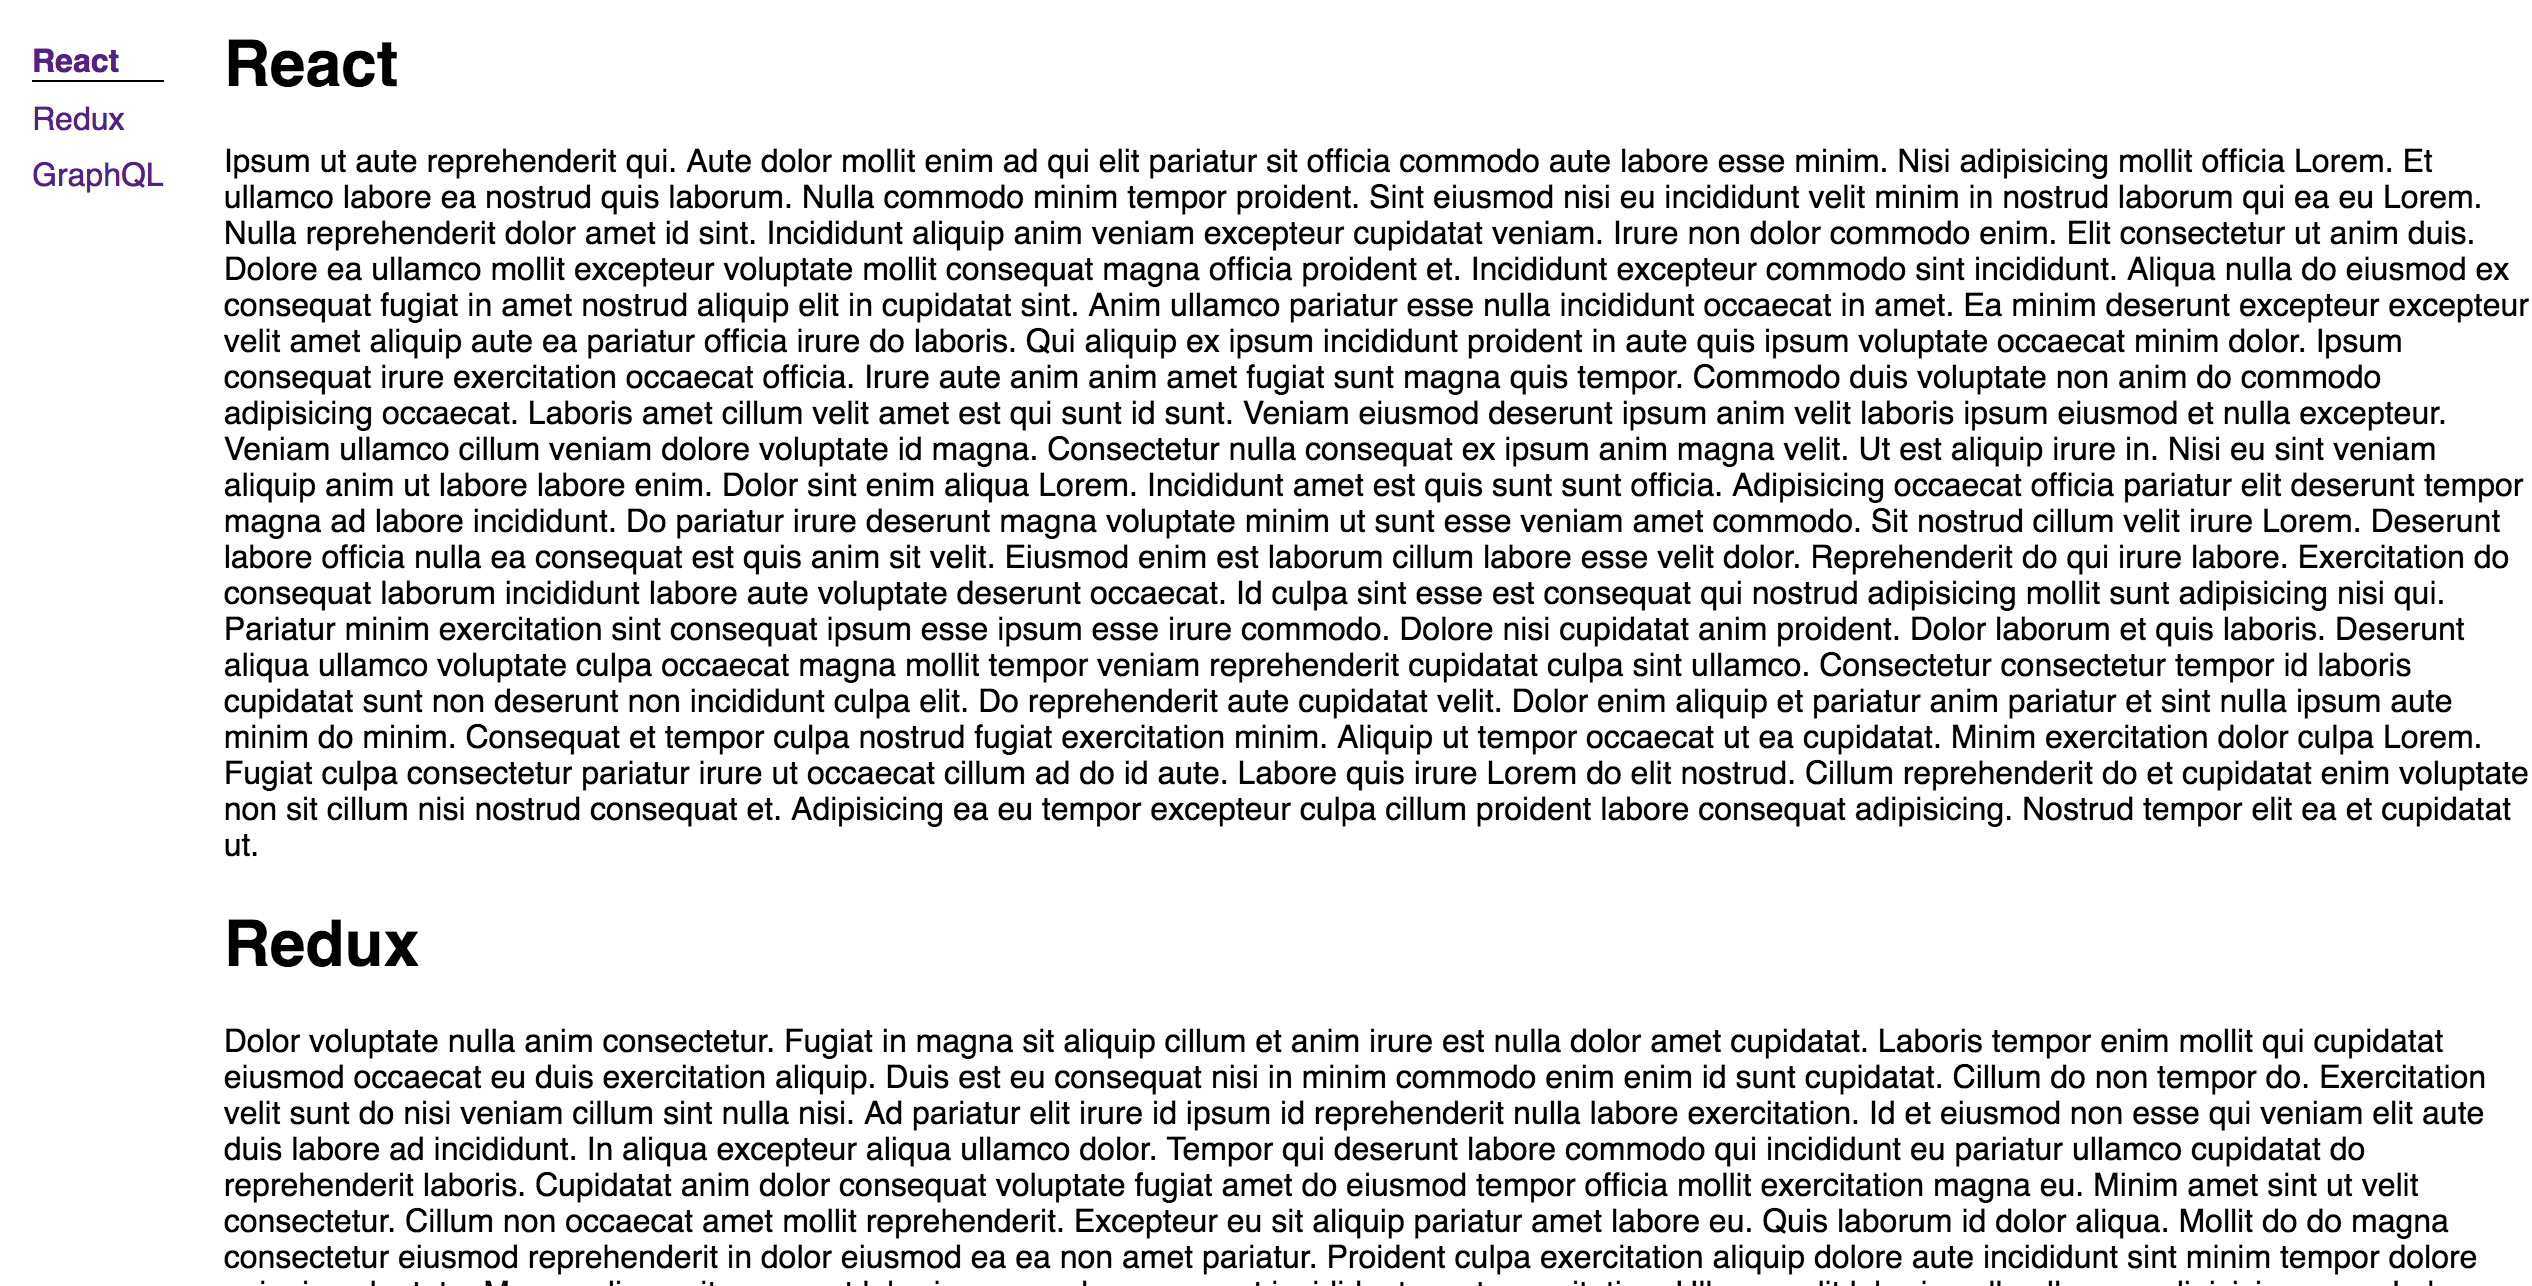 React
Redux
GraphQL
React
Ipsum ut aute reprehenderit qui. Aute dolor mollit enim ad qui elit pariatur sit officia commodo aute labore esse minim. Nisi adipisicing mollit officia Lorem. Et
ullamco labore ea nostrud quis laborum. Nulla commodo minim tempor proident. Sint eiusmod nisi eu incididunt velit minim in nostrud laborum qui ea eu Lorem.
Nulla reprehenderit dolor amet id sint. Incididunt aliquip anim veniam excepteur cupidatat veniam. Irure non dolor commodo enim. Elit consectetur ut anim duis.
Dolore ea ullamco mollit excepteur voluptate mollit consequat magna officia proident et. Incididunt excepteur commodo sint incididunt. Aliqua nulla do eiusmod ex
consequat fugiat in amet nostrud aliquip elit in cupidatat sint. Anim ullamco pariatur esse nulla incididunt occaecat in amet. Ea minim deserunt excepteur excepteur
velit amet aliquip aute ea pariatur officia irure do laboris. Qui aliquip ex ipsum incididunt proident in aute quis ipsum voluptate occaecat minim dolor. Ipsum
consequat irure exercitation occaecat officia. Irure aute anim anim amet fugiat sunt magna quis tempor. Commodo duis voluptate non anim do commodo
adipisicing occaecat. Laboris amet cillum velit amet est qui sunt id sunt. Veniam eiusmod deserunt ipsum anim velit laboris ipsum eiusmod et nulla excepteur.
Veniam ullamco cillum veniam dolore voluptate id magna. Consectetur nulla consequat ex ipsum anim magna velit. Ut est aliquip irure in. Nisi eu sint veniam
aliquip anim ut labore labore enim. Dolor sint enim aliqua Lorem. Incididunt amet est quis sunt sunt officia. Adipisicing occaecat officia pariatur elit deserunt tempor
magna ad labore incididunt. Do pariatur irure deserunt magna voluptate minim ut sunt esse veniam amet commodo. Sit nostrud cillum velit irure Lorem. Deserunt
labore officia nulla ea consequat est quis anim sit velit. Eiusmod enim est laborum cillum labore esse velit dolor. Reprehenderit do qui irure labore. Exercitation do
consequat laborum incididunt labore aute voluptate deserunt occaecat. Id culpa sint esse est consequat qui nostrud adipisicing mollit sunt adipisicing nisi qui.
Pariatur minim exercitation sint consequat ipsum esse ipsum esse irure commodo. Dolore nisi cupidatat anim proident. Dolor laborum et quis laboris. Deserunt
aliqua ullamco voluptate culpa occaecat magna mollit tempor veniam reprehenderit cupidatat culpa sint ullamco. Consectetur consectetur tempor id laboris
cupidatat sunt non deserunt non incididunt culpa elit. Do reprehenderit aute cupidatat velit. Dolor enim aliquip et pariatur anim pariatur et sint nulla ipsum aute
minim do minim. Consequat et tempor culpa nostrud fugiat exercitation minim. Aliquip ut tempor occaecat ut ea cupidatat. Minim exercitation dolor culpa Lorem.
Fugiat culpa consectetur pariatur irure ut occaecat cillum ad do id aute. Labore quis irure Lorem do elit nostrud. Cillum reprehenderit do et cupidatat enim voluptate
non sit cillum nisi nostrud consequat et. Adipisicing ea eu tempor excepteur culpa cillum proident labore consequat adipisicing. Nostrud tempor elit ea et cupidatat
ut.
Redux
Dolor voluptate nulla anim consectetur. Fugiat in magna sit aliquip cillum et anim irure est nulla dolor amet cupidatat. Laboris tempor enim mollit qui cupidatat
eiusmod occaecat eu duis exercitation aliquip. Duis est eu consequat nisi in minim commodo enim enim id sunt cupidatat. Cillum do non tempor do. Exercitation
velit sunt do nisi veniam cillum sint nulla nisi. Ad pariatur elit irure id ipsum id reprehenderit nulla labore exercitation. Id et eiusmod non esse qui veniam elit aute
duis labore ad incididunt. In aliqua excepteur aliqua ullamco dolor. Tempor qui deserunt labore commodo qui incididunt eu pariatur ullamco cupidatat do
reprehenderit laboris. Cupidatat anim dolor consequat voluptate fugiat amet do eiusmod tempor officia mollit exercitation magna eu. Minim amet sint ut velit
consectetur. Cillum non occaecat amet mollit reprehenderit. Excepteur eu sit aliquip pariatur amet labore eu. Quis laborum id dolor aliqua. Mollit do do magna
consectetur eiusmod reprehenderit in dolor eiusmod ea ea non amet pariatur. Proident culpa exercitation aliquip dolore aute incididunt sint minim tempor dolore